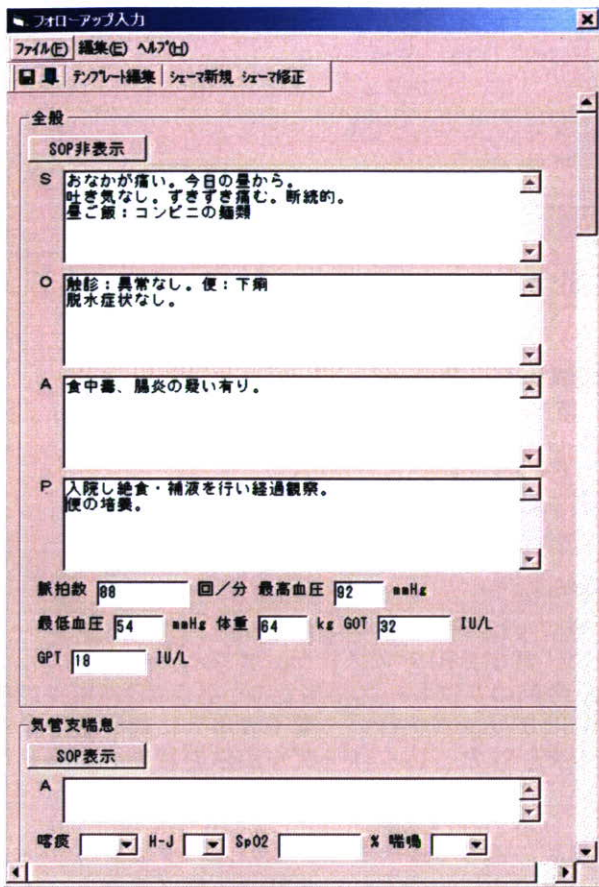 フォローアップ入力
ファイル(F) 編集(E) ヘルプ(H)
テンプレート編集 シェーマ新規 シェーマ修正
全般
SOP非表示
S おなかが痛い。今日の昼から。
吐き気なし。ずきずき痛む。断続的。
昼ご飯：コンビニの麺類
O 触診：異常なし。便：下痢
脱水症状なし。
A 食中毒、腸炎の疑い有り。
P 入院し絶食・補液を行い経過観察。
便の培養。
脈拍数 88 回／分 最高血圧 92 mmHg
最低血圧 54 mmHg 体重 64 kg GOT 32 IU/L
GPT 18 IU/L
気管支喘息
SOP表示
A
喀痰 H-J SpO2 % 喘鳴